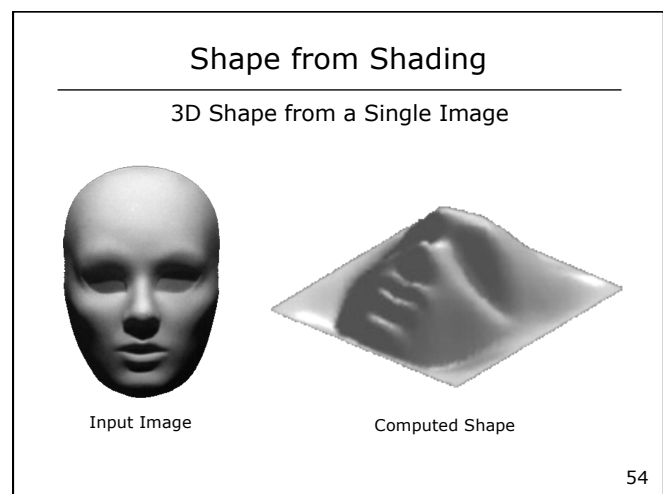 Shape from Shading
3D Shape from a Single Image
Input Image
Computed Shape
54